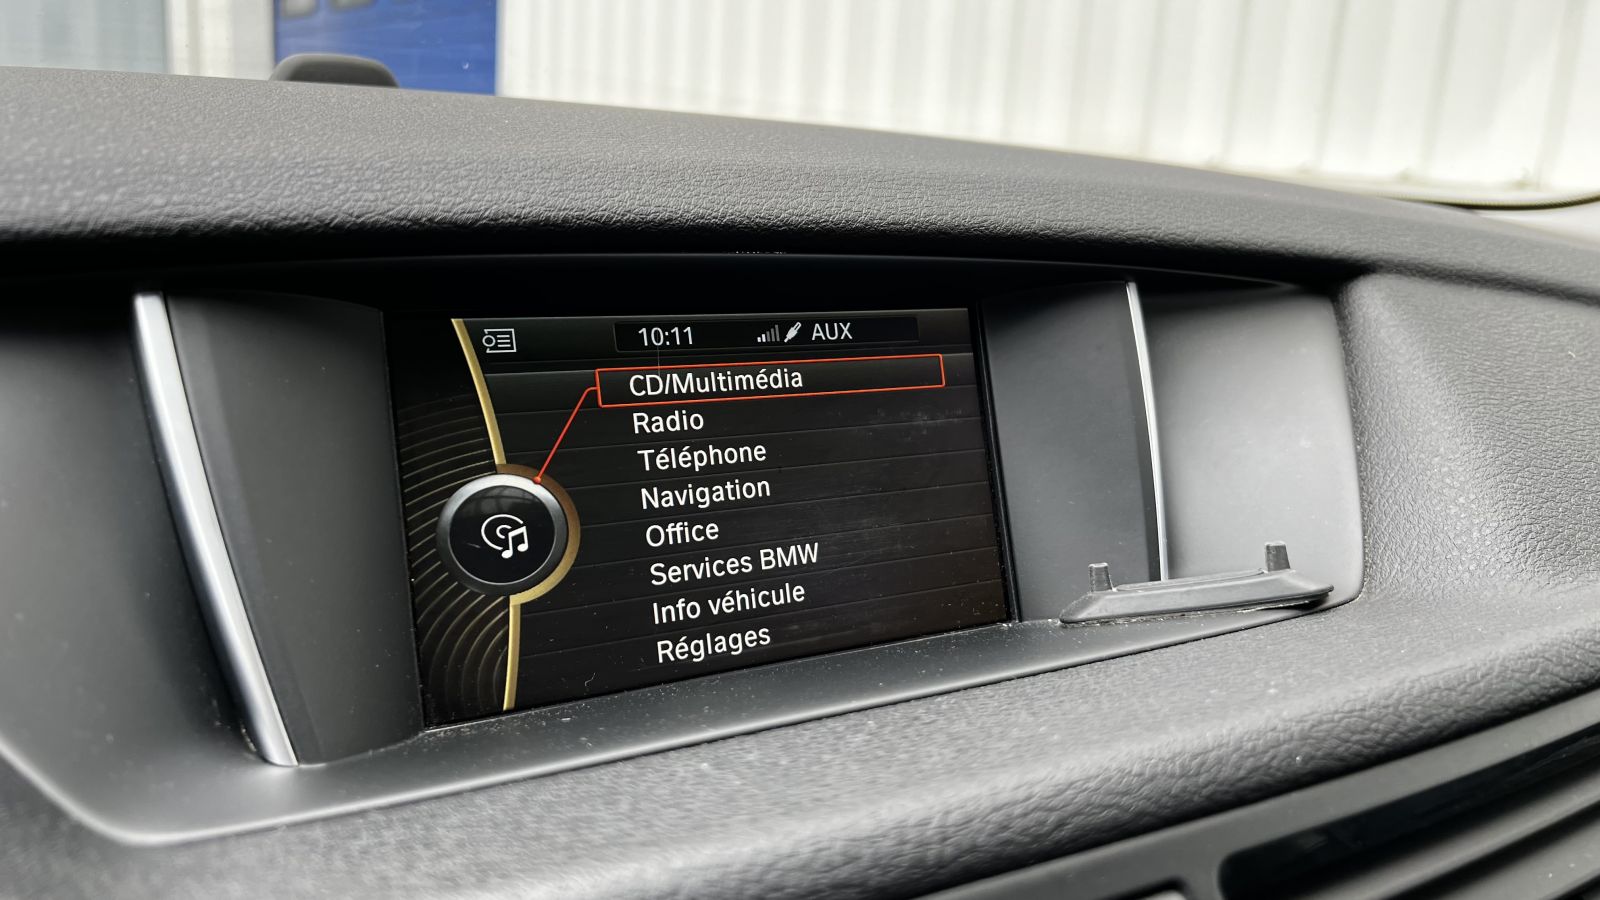 10:11 AUX
CD/Multimédia
Radio
Téléphone
Navigation
Office
Services BMW
Info véhicule
Réglages